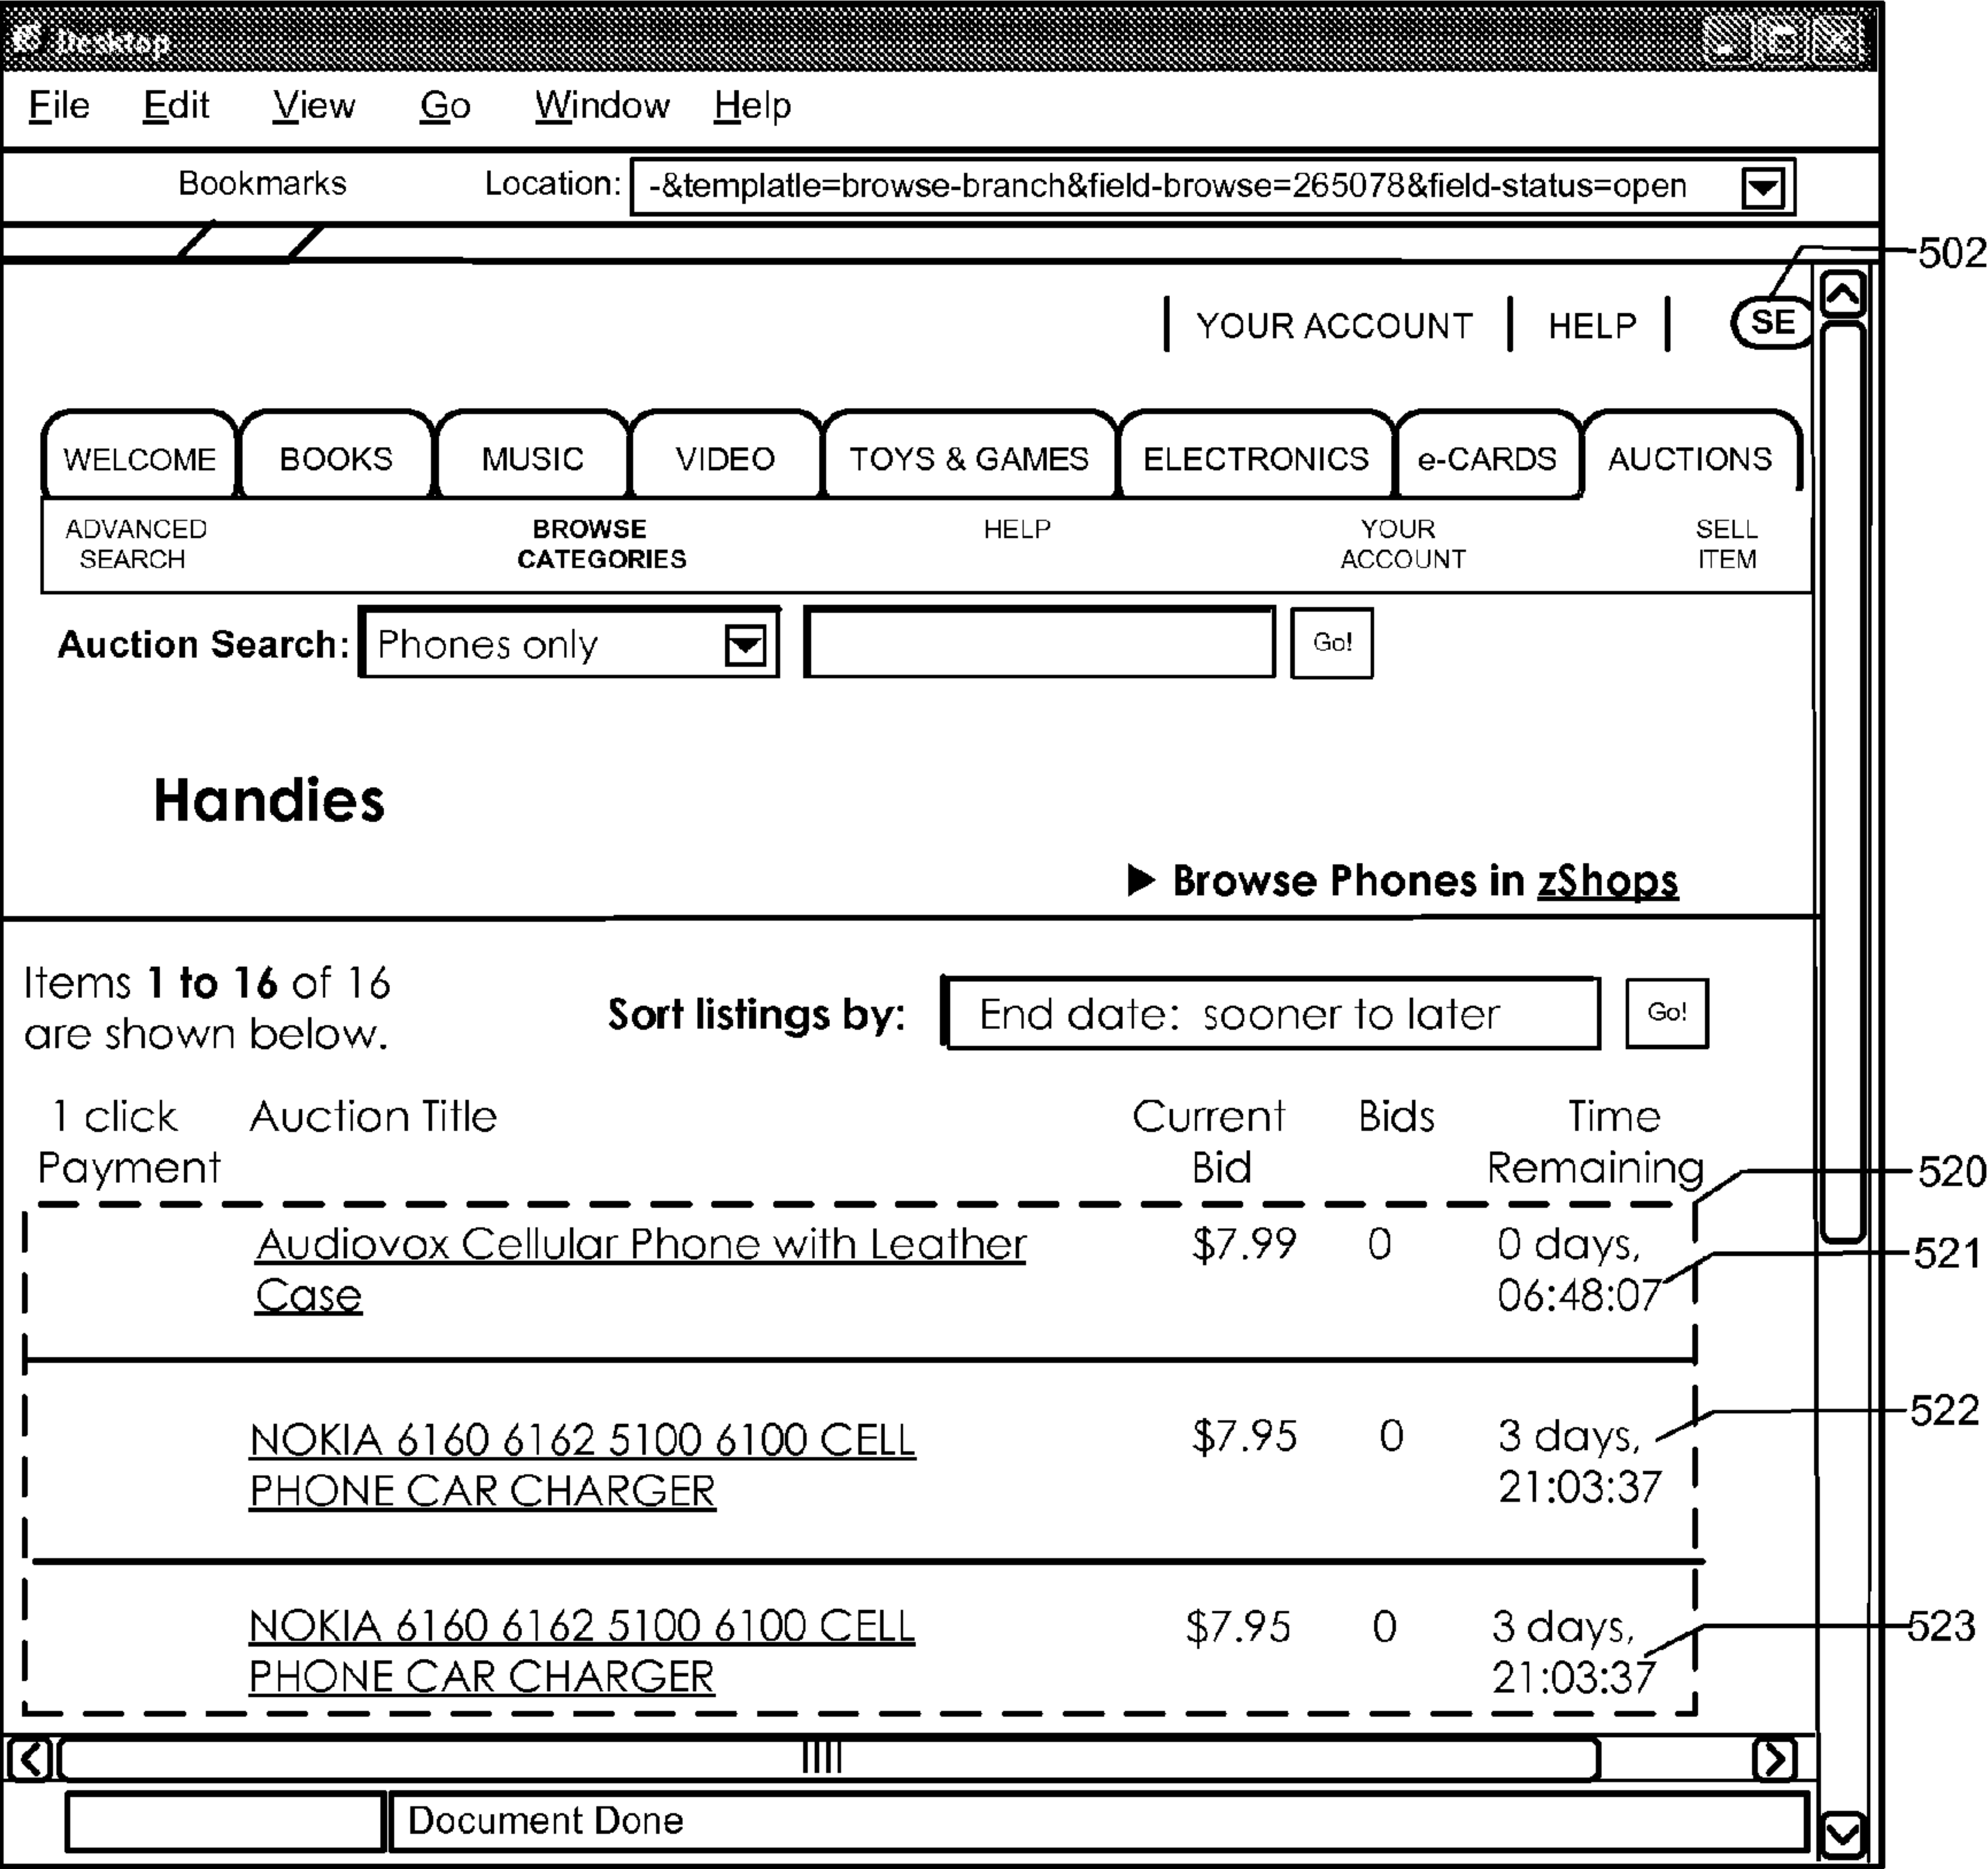 Desktop
File Edit View Go Window Help
Bookmarks Location: -&templatle=browse-branch&field-browse=265078&field-status=open
502
YOUR ACCOUNT HELP SE
WELCOME BOOKS MUSIC VIDEO TOYS & GAMES ELECTRONICS e-CARDS AUCTIONS
ADVANCED BROWSE HELP YOUR SELL
SEARCH CATEGORIES ACCOUNT ITEM
Auction Search: Phones only Go!
Handies
Browse Phones in zShops
Items 1 to 16 of 16
are shown below.
Sort listings by: End date: sooner to later Go!
1 click Auction Title Current Bids Time
Payment Bid Remaining
520
Audiovox Cellular Phone with Leather $7.99 0 0 days,
521
Case 06:48:07
522
NOKIA 6160 6162 5100 6100 CELL $7.95 0 3 days,
PHONE CAR CHARGER 21:03:37
NOKIA 6160 6162 5100 6100 CELL $7.95 0 3 days,
523
PHONE CAR CHARGER 21:03:37
Document Done